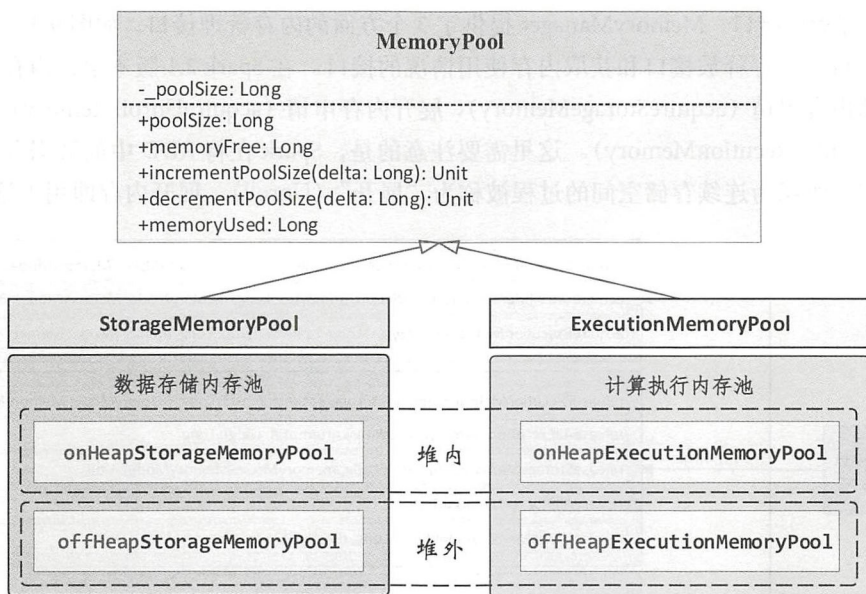 MemoryPool
-_poolSize: Long
+poolSize: Long
+memoryFree: Long
+incrementPoolSize(delta: Long): Unit
+decrementPoolSize(delta: Long): Unit
+memoryUsed: Long
StorageMemoryPool
ExecutionMemoryPool
数据存储内存池
计算执行内存池
onHeapStorageMemoryPool
堆内
onHeapExecutionMemoryPool
offHeapStorageMemoryPool
堆外
offHeapExecutionMemoryPool